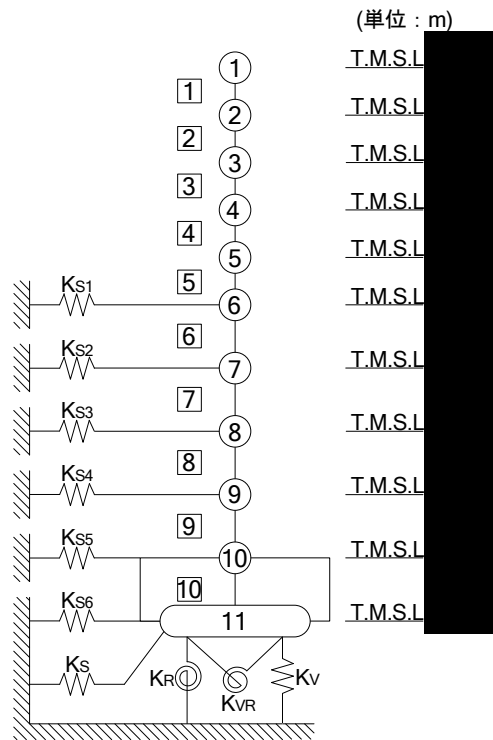 (単位：m)
1 T.M.S.L
1
2 T.M.S.L
2
3 T.M.S.L
3
4 T.M.S.L
4
5 T.M.S.L
5
KS1 6 T.M.S.L
6
KS2 7 T.M.S.L
7
KS3 8 T.M.S.L
8
KS4 9 T.M.S.L
9
KS5 10 T.M.S.L
10
KS6 11 T.M.S.L
KS KR KVR KV